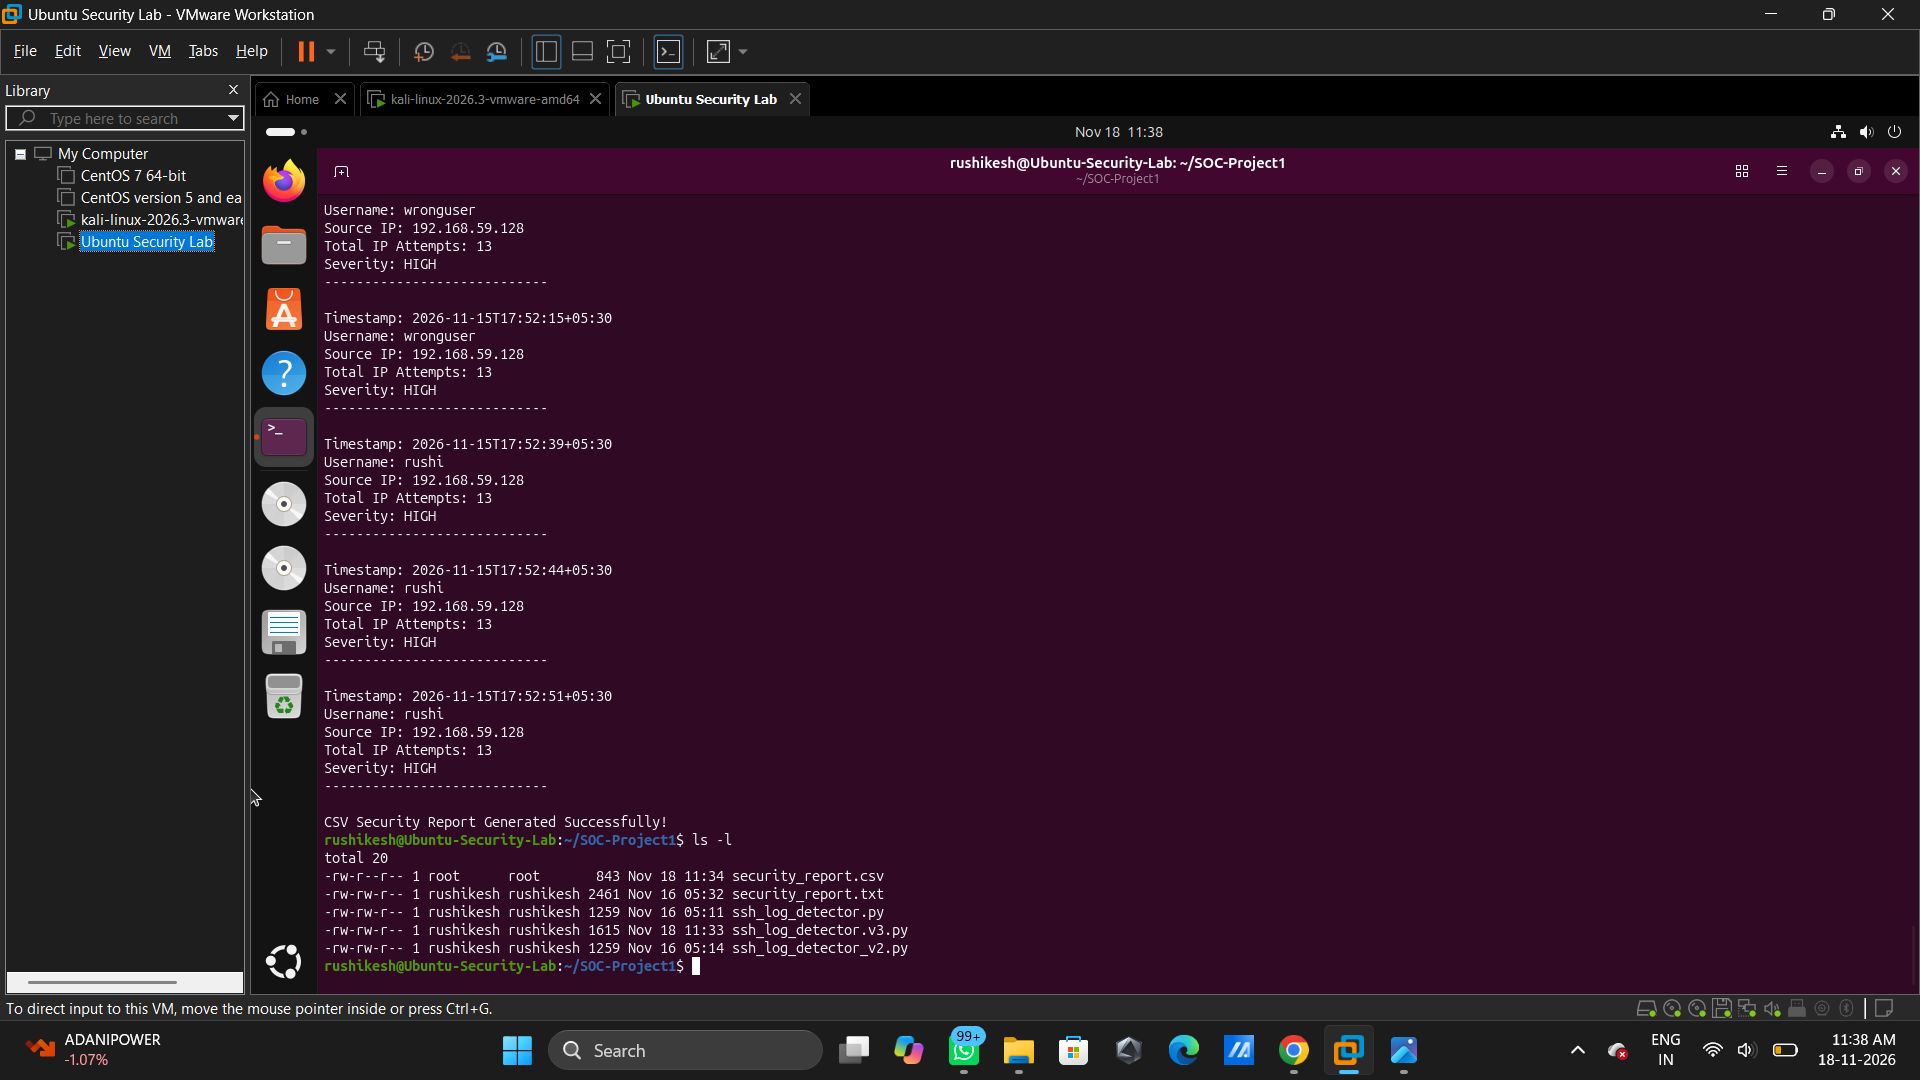 Ubuntu Security Lab - VMware Workstation
File Edit View VM Tabs Help
Library
Type here to search
My Computer
CentOS 7 64-bit
CentOS version 5 and ea
kali-linux-2026.3-vmware
Ubuntu Security Lab
Home
kali-linux-2026.3-vmware-amd64
Ubuntu Security Lab
Nov 18 11:38
rushikesh@Ubuntu-Security-Lab: ~/SOC-Project1
~/SOC-Project1
Username: wronguser
Source IP: 192.168.59.128
Total IP Attempts: 13
Severity: HIGH
----------------------------
Timestamp: 2026-11-15T17:52:15+05:30
Username: wronguser
Source IP: 192.168.59.128
Total IP Attempts: 13
Severity: HIGH
----------------------------
Timestamp: 2026-11-15T17:52:39+05:30
Username: rushi
Source IP: 192.168.59.128
Total IP Attempts: 13
Severity: HIGH
----------------------------
Timestamp: 2026-11-15T17:52:44+05:30
Username: rushi
Source IP: 192.168.59.128
Total IP Attempts: 13
Severity: HIGH
----------------------------
Timestamp: 2026-11-15T17:52:51+05:30
Username: rushi
Source IP: 192.168.59.128
Total IP Attempts: 13
Severity: HIGH
----------------------------
CSV Security Report Generated Successfully!
rushikesh@Ubuntu-Security-Lab:~/SOC-Project1$ ls -l
total 20
-rw-r--r-- 1 root      root       843 Nov 18 11:34 security_report.csv
-rw-rw-r-- 1 rushikesh rushikesh 2461 Nov 16 05:32 security_report.txt
-rw-rw-r-- 1 rushikesh rushikesh 1259 Nov 16 05:11 ssh_log_detector.py
-rw-rw-r-- 1 rushikesh rushikesh 1615 Nov 18 11:33 ssh_log_detector.v3.py
-rw-rw-r-- 1 rushikesh rushikesh 1259 Nov 16 05:14 ssh_log_detector_v2.py
rushikesh@Ubuntu-Security-Lab:~/SOC-Project1$
To direct input to this VM, move the mouse pointer inside or press Ctrl+G.
ADANIPOWER
-1.07%
Search
99+
ENG
IN
11:38 AM
18-11-2026